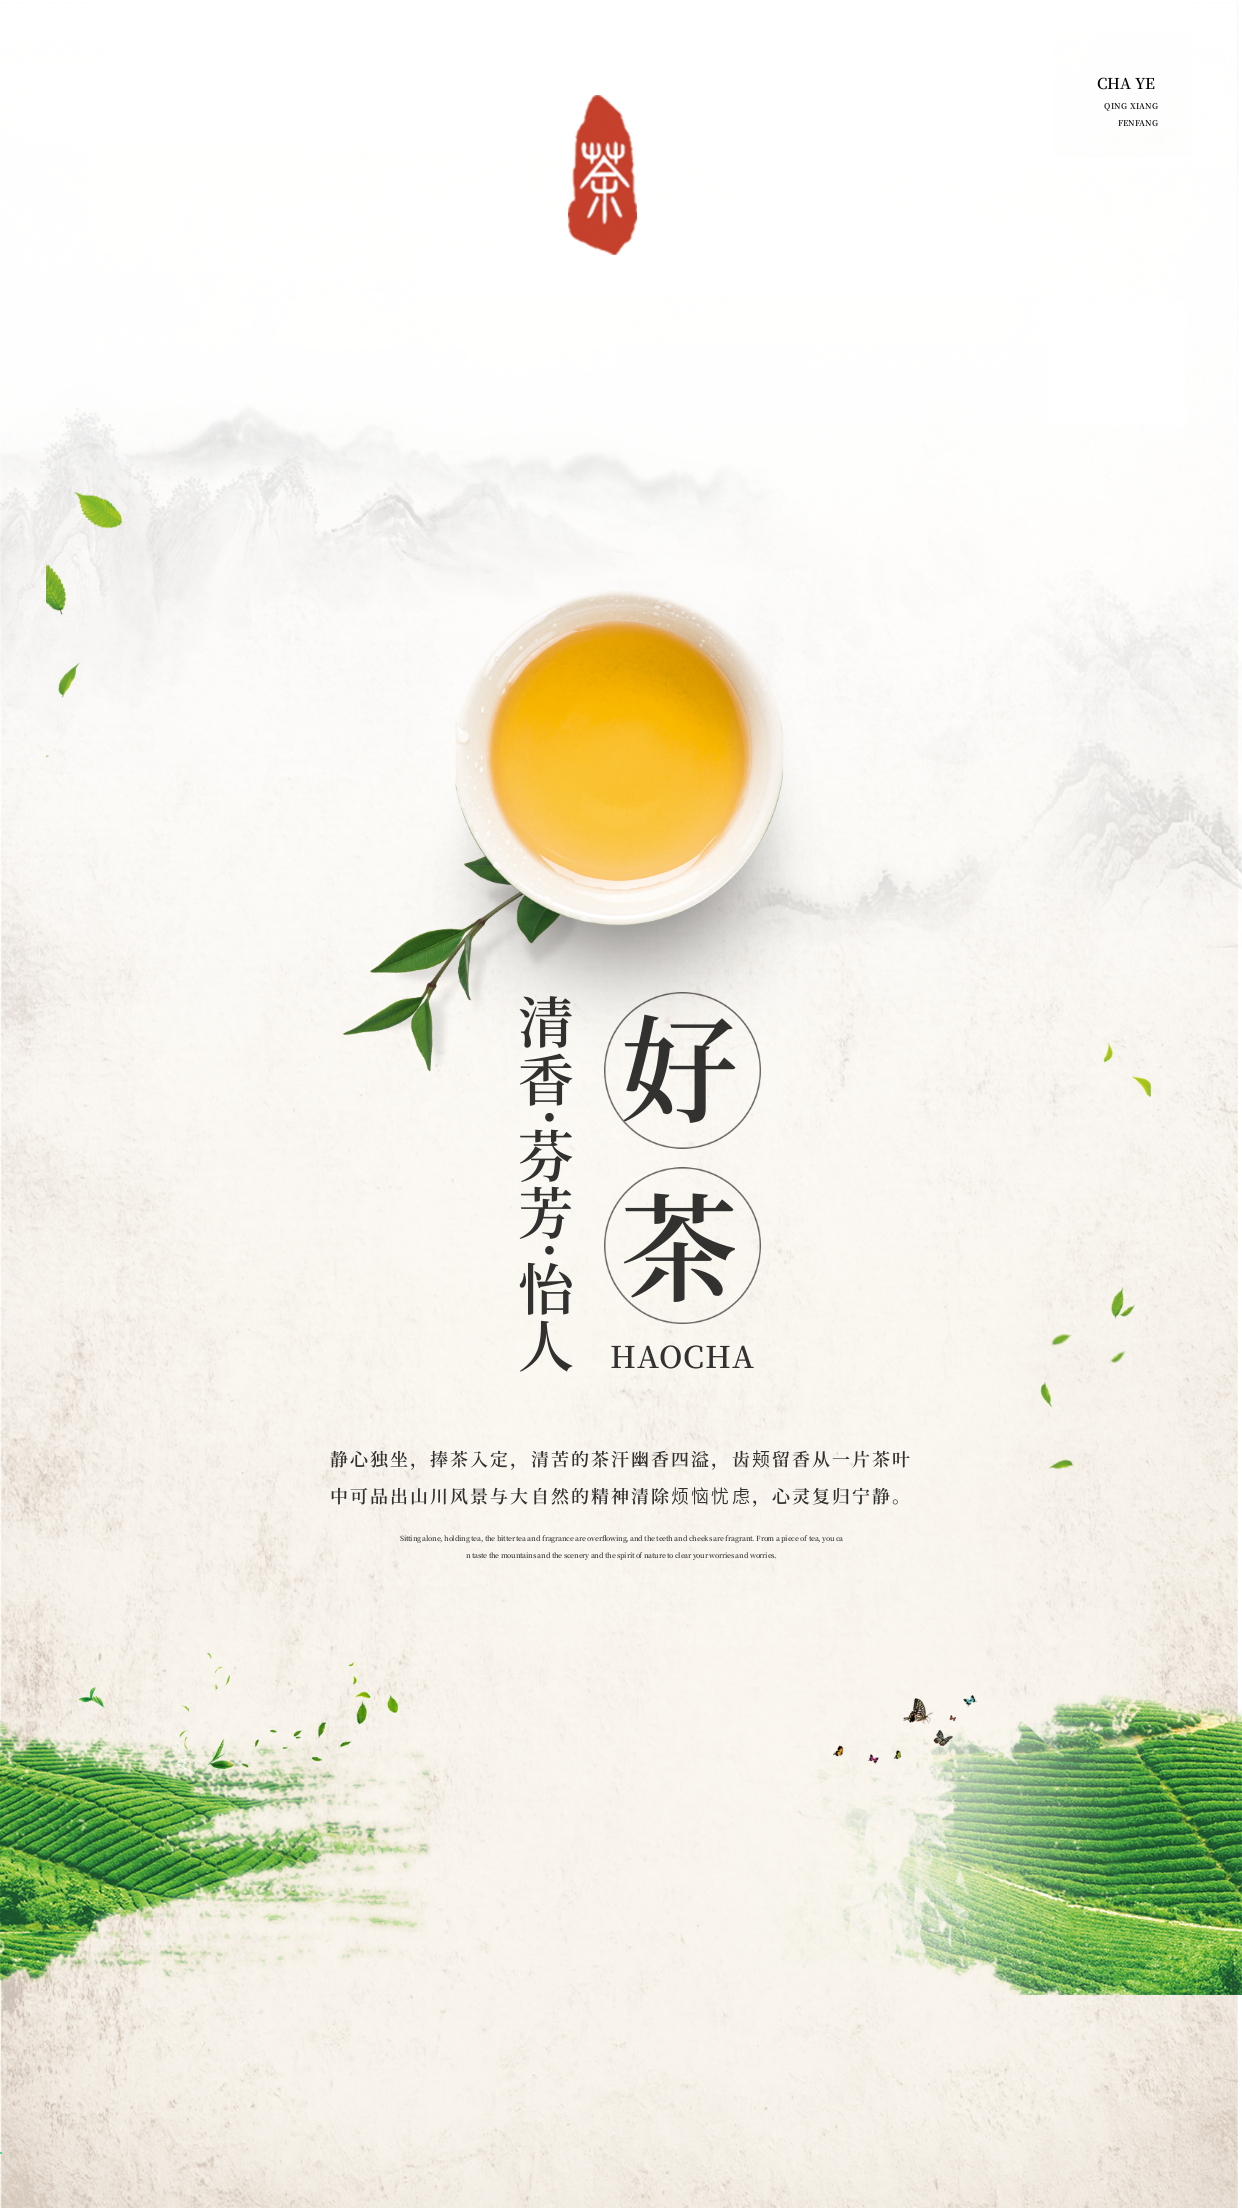 CHA YE
QING XIANG
FENFANG
茶
好茶
HAOCHA
清香·芬芳·怡人
静心独坐，捧茶入定，清苦的茶汗幽香四溢，齿颊留香从一片茶叶
中可品出山川风景与大自然的精神清除烦恼忧虑，心灵复归宁静。
Sitting alone, holding tea, the bitter tea and fragrance are overflowing, and the teeth and cheeks are fragrant. From a piece of tea, you ca
n taste the mountains and the scenery and the spirit of nature to clear your worries and worries.